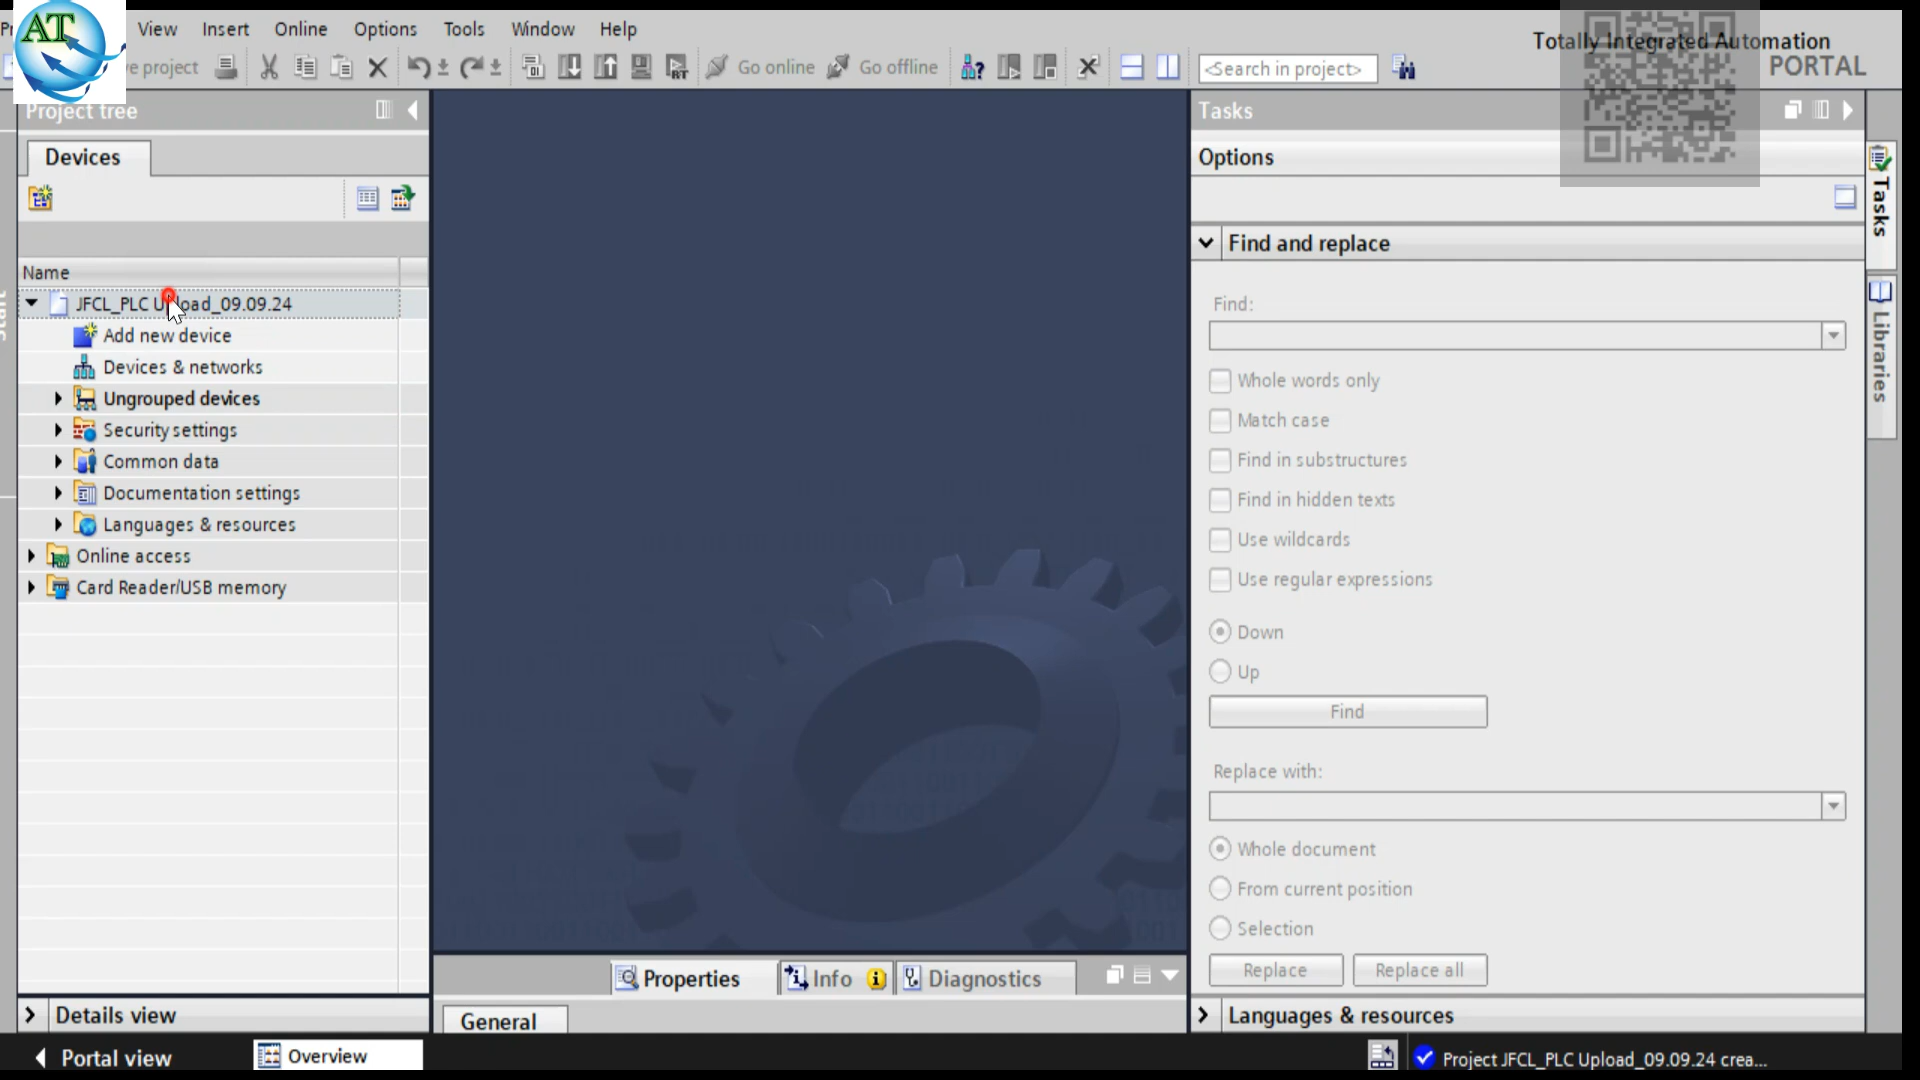 AT
View Insert Online Options Tools Window Help
Totally Integrated Automation
PORTAL
project
Go online
Go offline
<Search in project>
Project tree
Devices
Name
JFCL_PLC Upload_09.09.24
Add new device
Devices & networks
Ungrouped devices
Security settings
Common data
Documentation settings
Languages & resources
Online access
Card Reader/USB memory
Details view
Portal view
Overview
Properties
Info
Diagnostics
General
Tasks
Options
Find and replace
Find:
Whole words only
Match case
Find in substructures
Find in hidden texts
Use wildcards
Use regular expressions
Down
Up
Find
Replace with:
Whole document
From current position
Selection
Replace
Replace all
Languages & resources
Tasks
Libraries
Project JFCL_PLC Upload_09.09.24 crea...